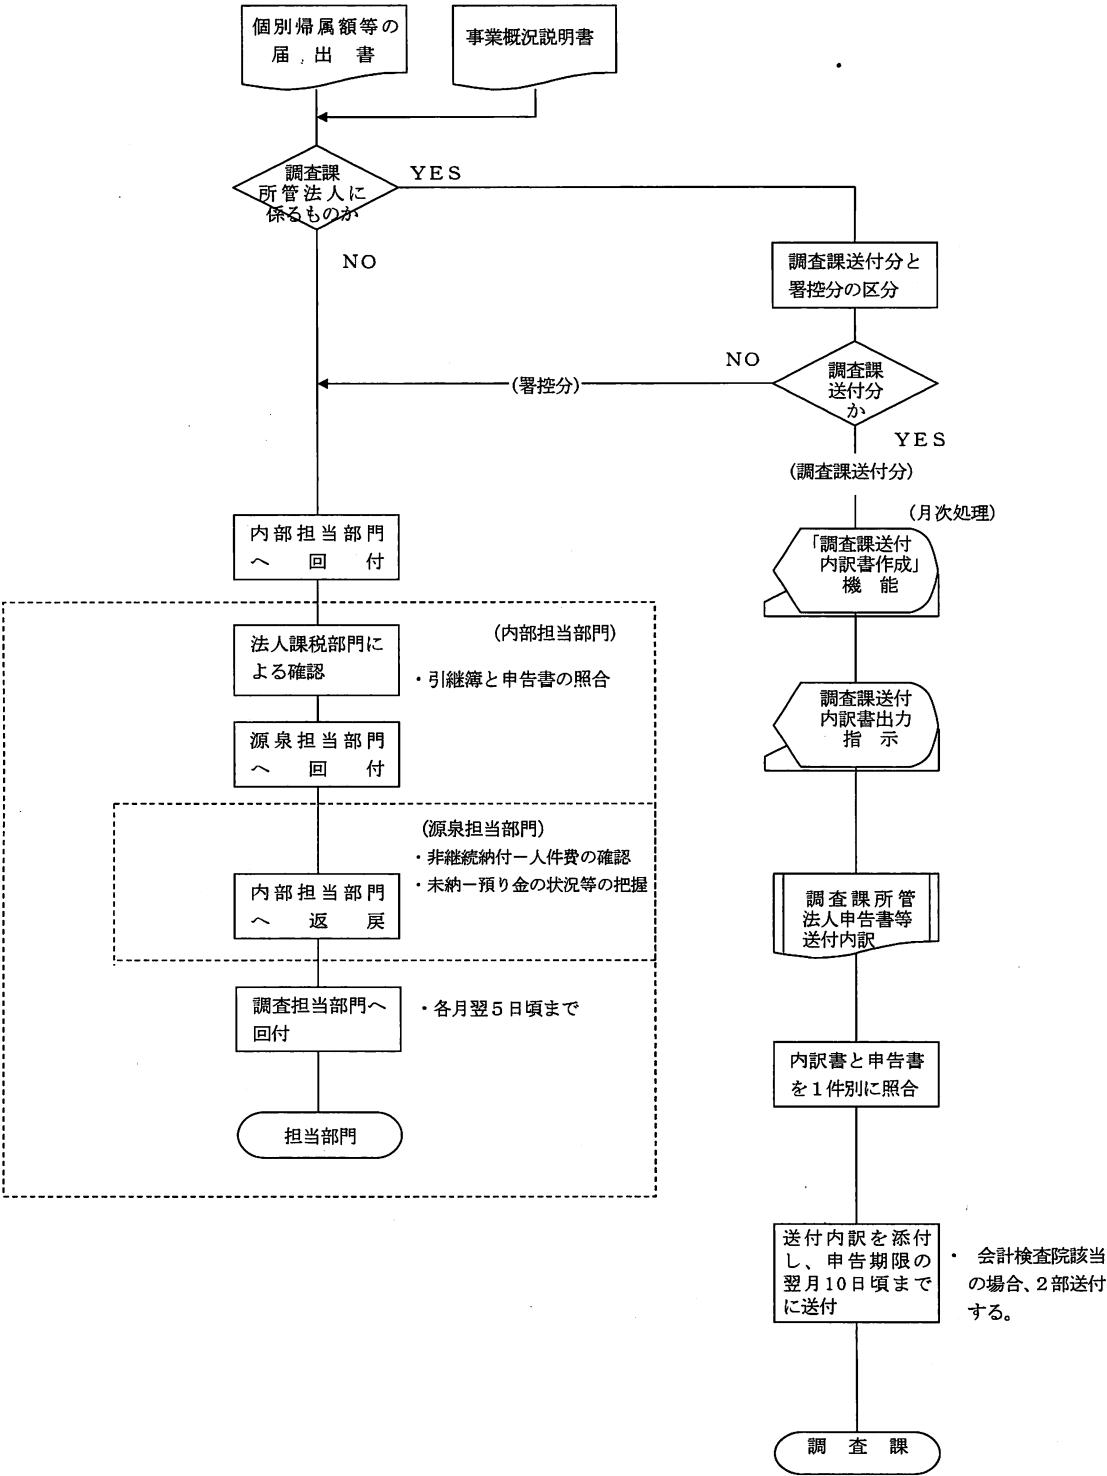 個別帰属額等の
届出書
事業概況説明書
調査課
所管法人に
係るものか
YES
NO
調査課送付分と
署控分の区分
NO
(署控分)
調査課
送付分
か
YES
(調査課送付分)
(月次処理)
「調査課送付
内訳書作成」
機能
内部担当部門
へ回付
(内部担当部門)
法人課税部門に
よる確認
・引継簿と申告書の照合
源泉担当部門
へ回付
調査課送付
内訳書出力
指示
(源泉担当部門)
・非継続納付－人件費の確認
・未納－預り金の状況等の把握
内部担当部門
へ返戻
調査課所管
法人申告書等
送付内訳
調査担当部門へ
回付
・各月翌5日頃まで
担当部門
内訳書と申告書
を1件別に照合
送付内訳を添付
し、申告期限の
翌月10日頃まで
に送付
・会計検査院該当
の場合、2部送付
する。
調査課